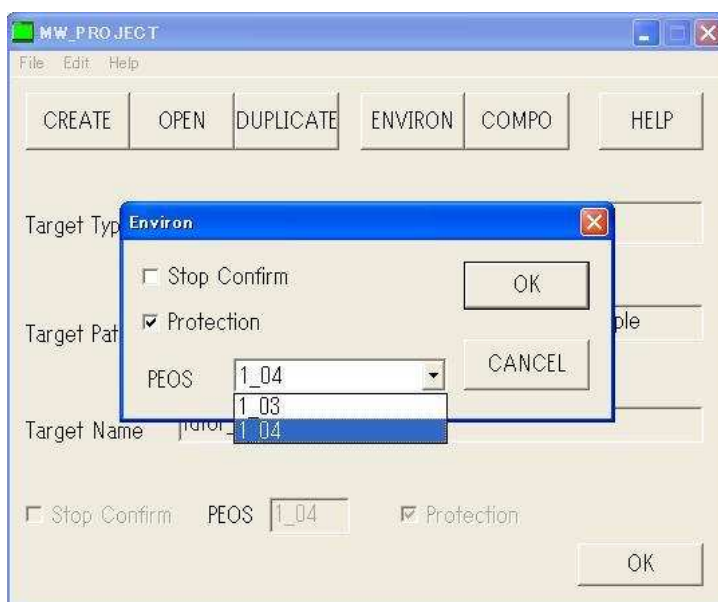 MW_PROJECT
File Edit Help
CREATE OPEN DUPLICATE ENVIRON COMPO HELP
Target Typ
Environ
Stop Confirm
OK
Protection
Target Pat
ple
CANCEL
PEOS 1_04
1_03
1_04
Target Name
Stop Confirm PEOS 1_04 Protection
OK